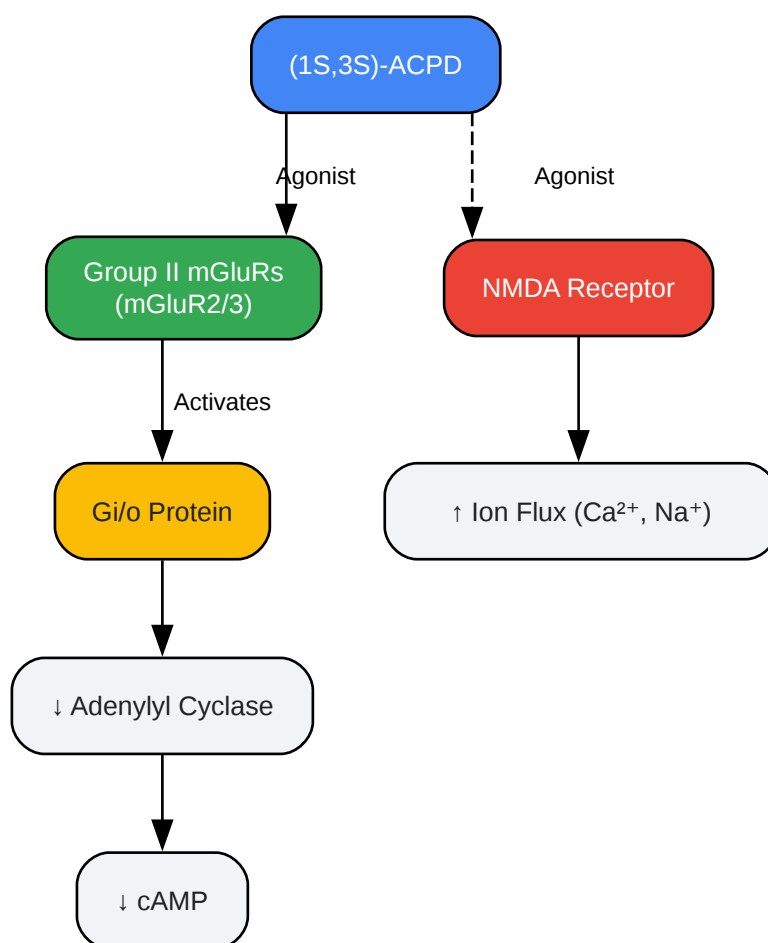 (1S,3S)-ACPD
Agonist
Agonist
Group II mGluRs
(mGluR2/3)
NMDA Receptor
Activates
Gi/o Protein
↑ Ion Flux (Ca²⁺, Na⁺)
↓ Adenylyl Cyclase
↓ cAMP